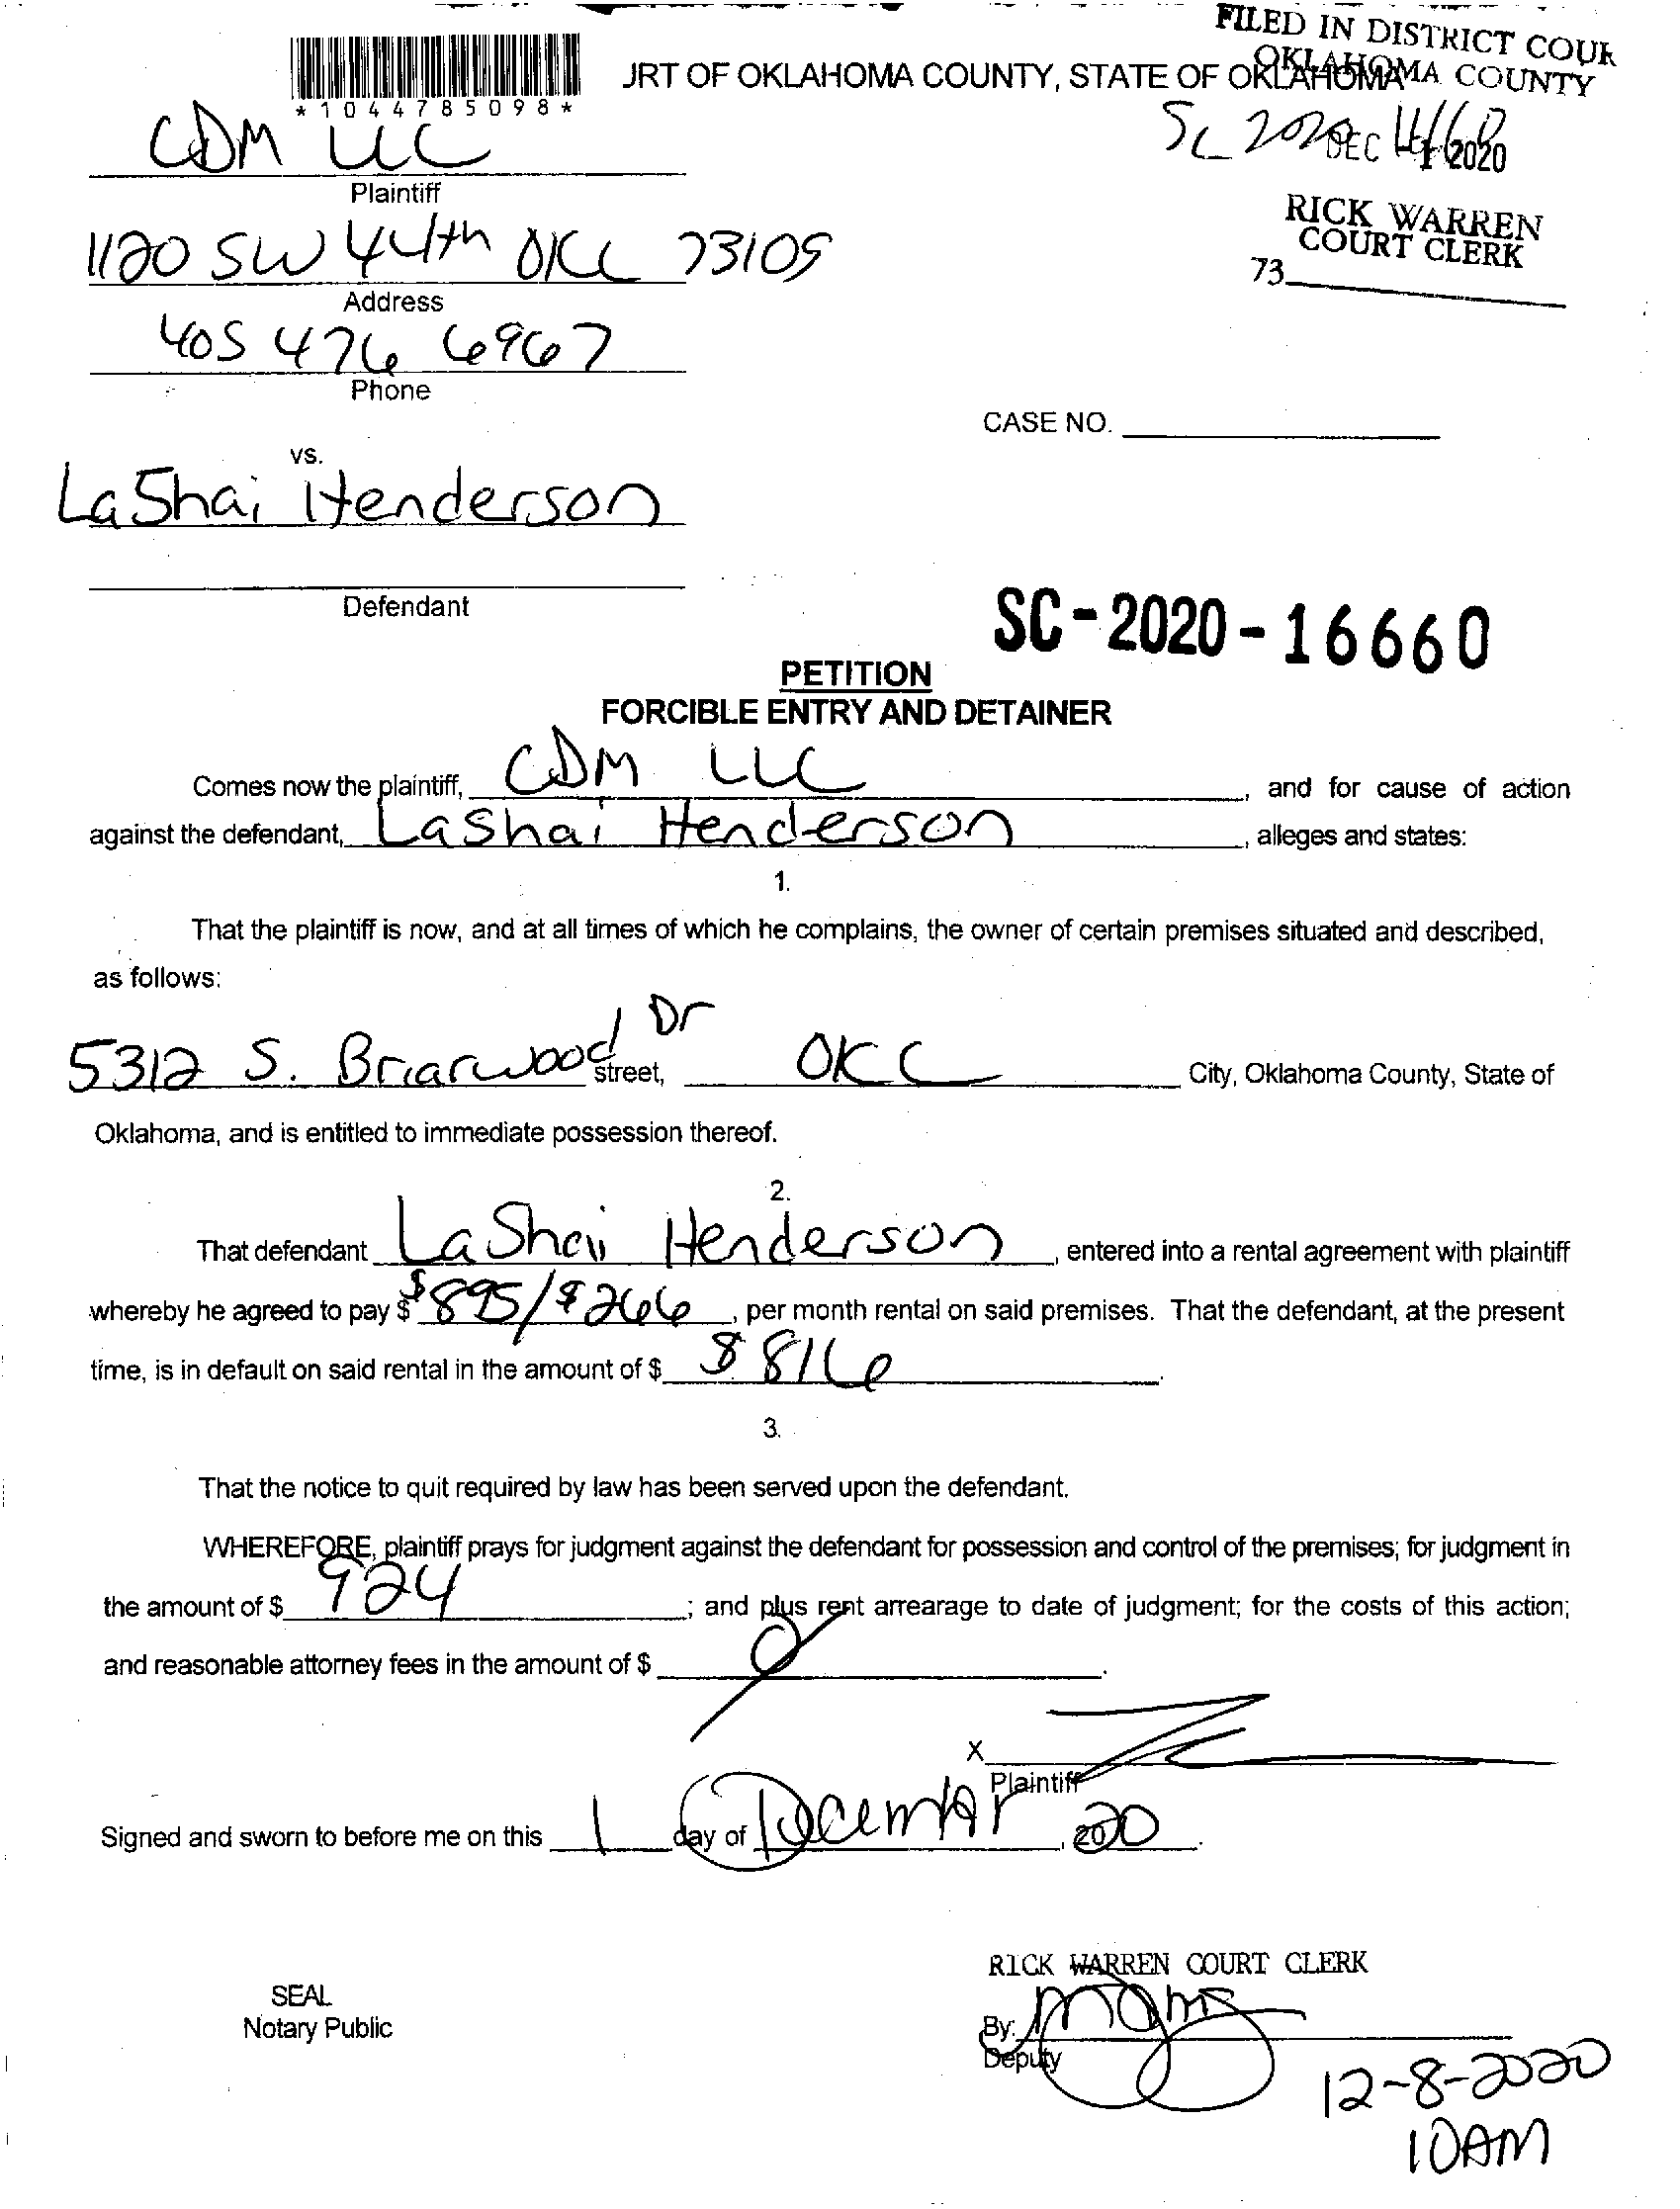 FILED IN DISTRICT COUR
OKLAHOMA COUNTY
JRT OF OKLAHOMA COUNTY, STATE OF OKLAHOMA
*1044785098*
SC 2020
DEC -1 2020
CDM LLC
Plaintiff
RICK WARREN
COURT CLERK
1120 SW 44th OKC 73109
73
Address
405 476 6967
Phone
CASE NO.
vs.
LaShai Henderson
Defendant
SC-2020-16660
PETITION
FORCIBLE ENTRY AND DETAINER
Comes now the plaintiff, CDM LLC, and for cause of action
against the defendant, Lashai Henderson, alleges and states:
1.
That the plaintiff is now, and at all times of which he complains, the owner of certain premises situated and described,
as follows:
5312 S. Briarwood Dr street, OKC City, Oklahoma County, State of
Oklahoma, and is entitled to immediate possession thereof.
2.
That defendant LaShai Henderson, entered into a rental agreement with plaintiff
whereby he agreed to pay $ $895/$266, per month rental on said premises. That the defendant, at the present
time, is in default on said rental in the amount of $ $816.
3.
That the notice to quit required by law has been served upon the defendant.
WHEREFORE, plaintiff prays for judgment against the defendant for possession and control of the premises; for judgment in
the amount of $ 924; and plus rent arrearage to date of judgment; for the costs of this action;
and reasonable attorney fees in the amount of $
X
Plaintiff
Signed and sworn to before me on this 1 day of December, 2020.
RICK WARREN COURT CLERK
SEAL
Notary Public
By:
Deputy
12-8-2020
10AM